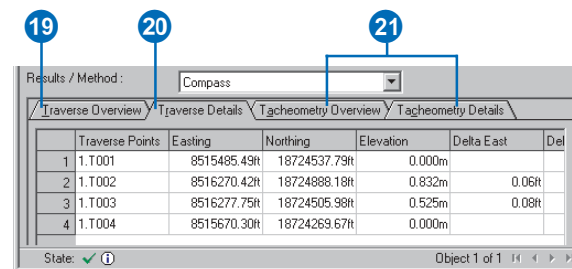 19 20 21
Results / Method : Compass
Traverse Overview Traverse Details Tacheometry Overview Tacheometry Details
Traverse Points Easting Northing Elevation Delta East Del
1 1.T001 8515485.49ft 18724537.79ft 0.000m
2 1.T002 8516270.42ft 18724888.18ft 0.832m 0.06ft
3 1.T003 8516277.75ft 18724505.98ft 0.525m 0.08ft
4 1.T004 8515670.30ft 18724269.67ft 0.000m
State: Object 1 of 1